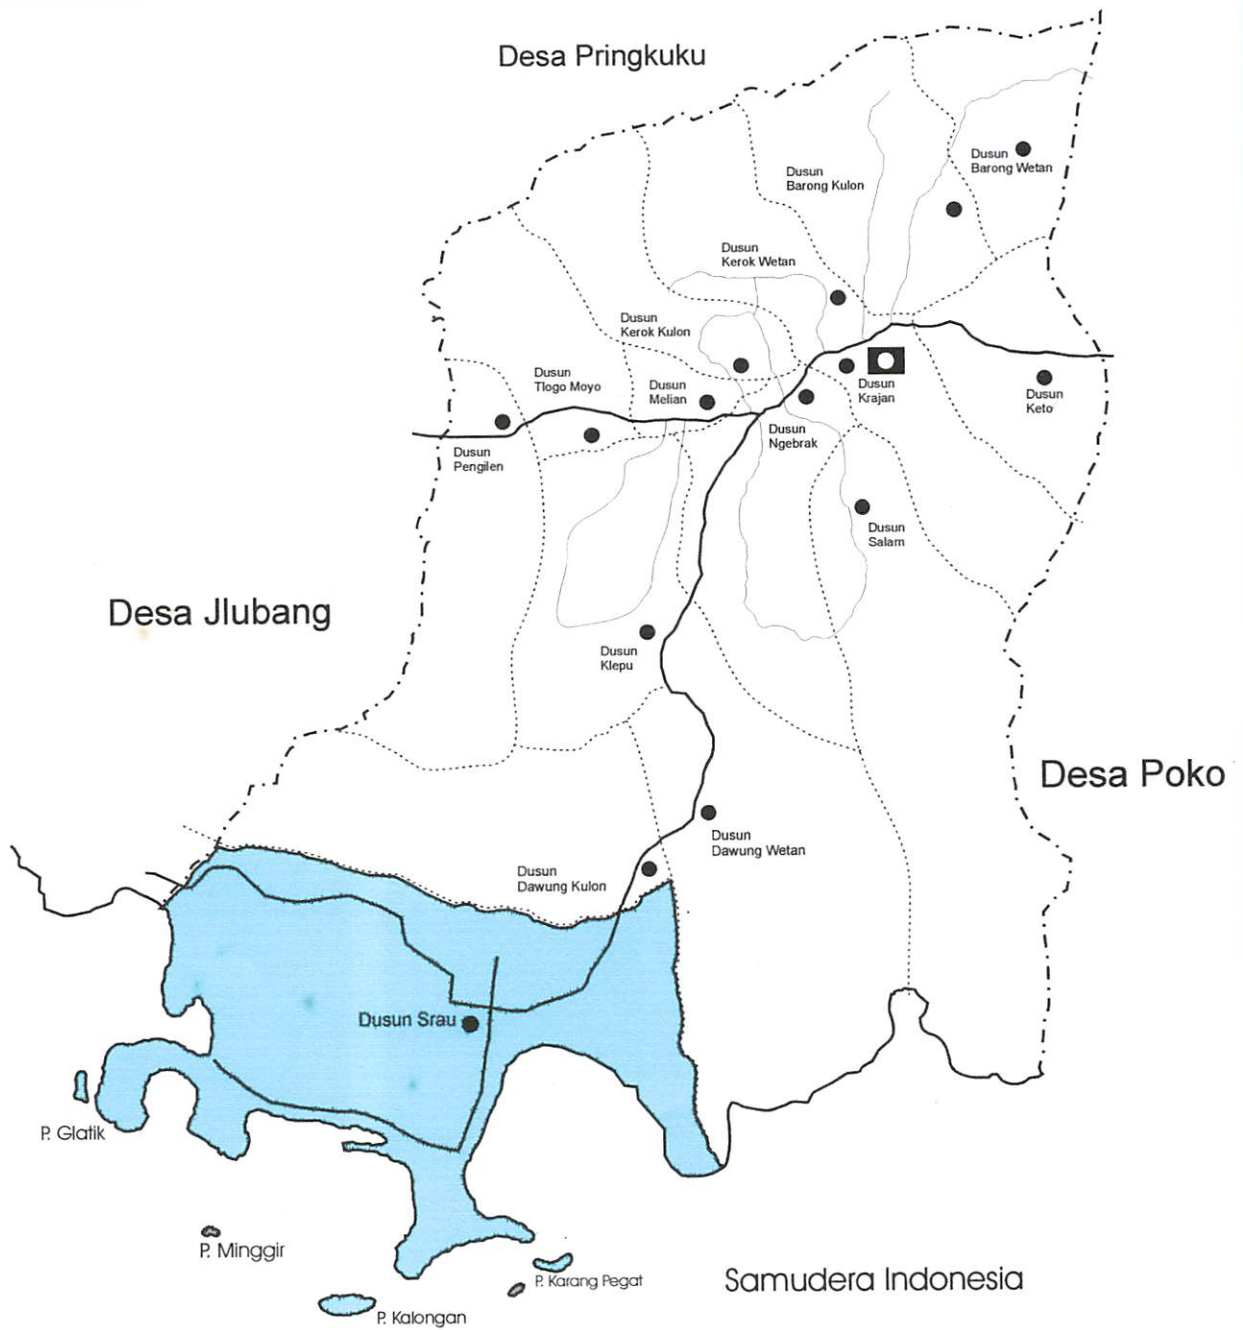 Desa Pringkuku
Dusun
Barong Wetan
Dusun
Barong Kulon
Dusun
Kerok Wetan
Dusun
Kerok Kulon
Dusun
Tlogo Moyo
Dusun
Melian
Dusun
Krajan
Dusun
Keto
Dusun
Ngebrak
Dusun
Pengilen
Dusun
Salam
Desa Jlubang
Dusun
Klepu
Desa Poko
Dusun
Dawung Wetan
Dusun
Dawung Kulon
Dusun Srau
P. Glatik
P. Minggir
P. Karang Pegat
Samudera Indonesia
P. Kalongan